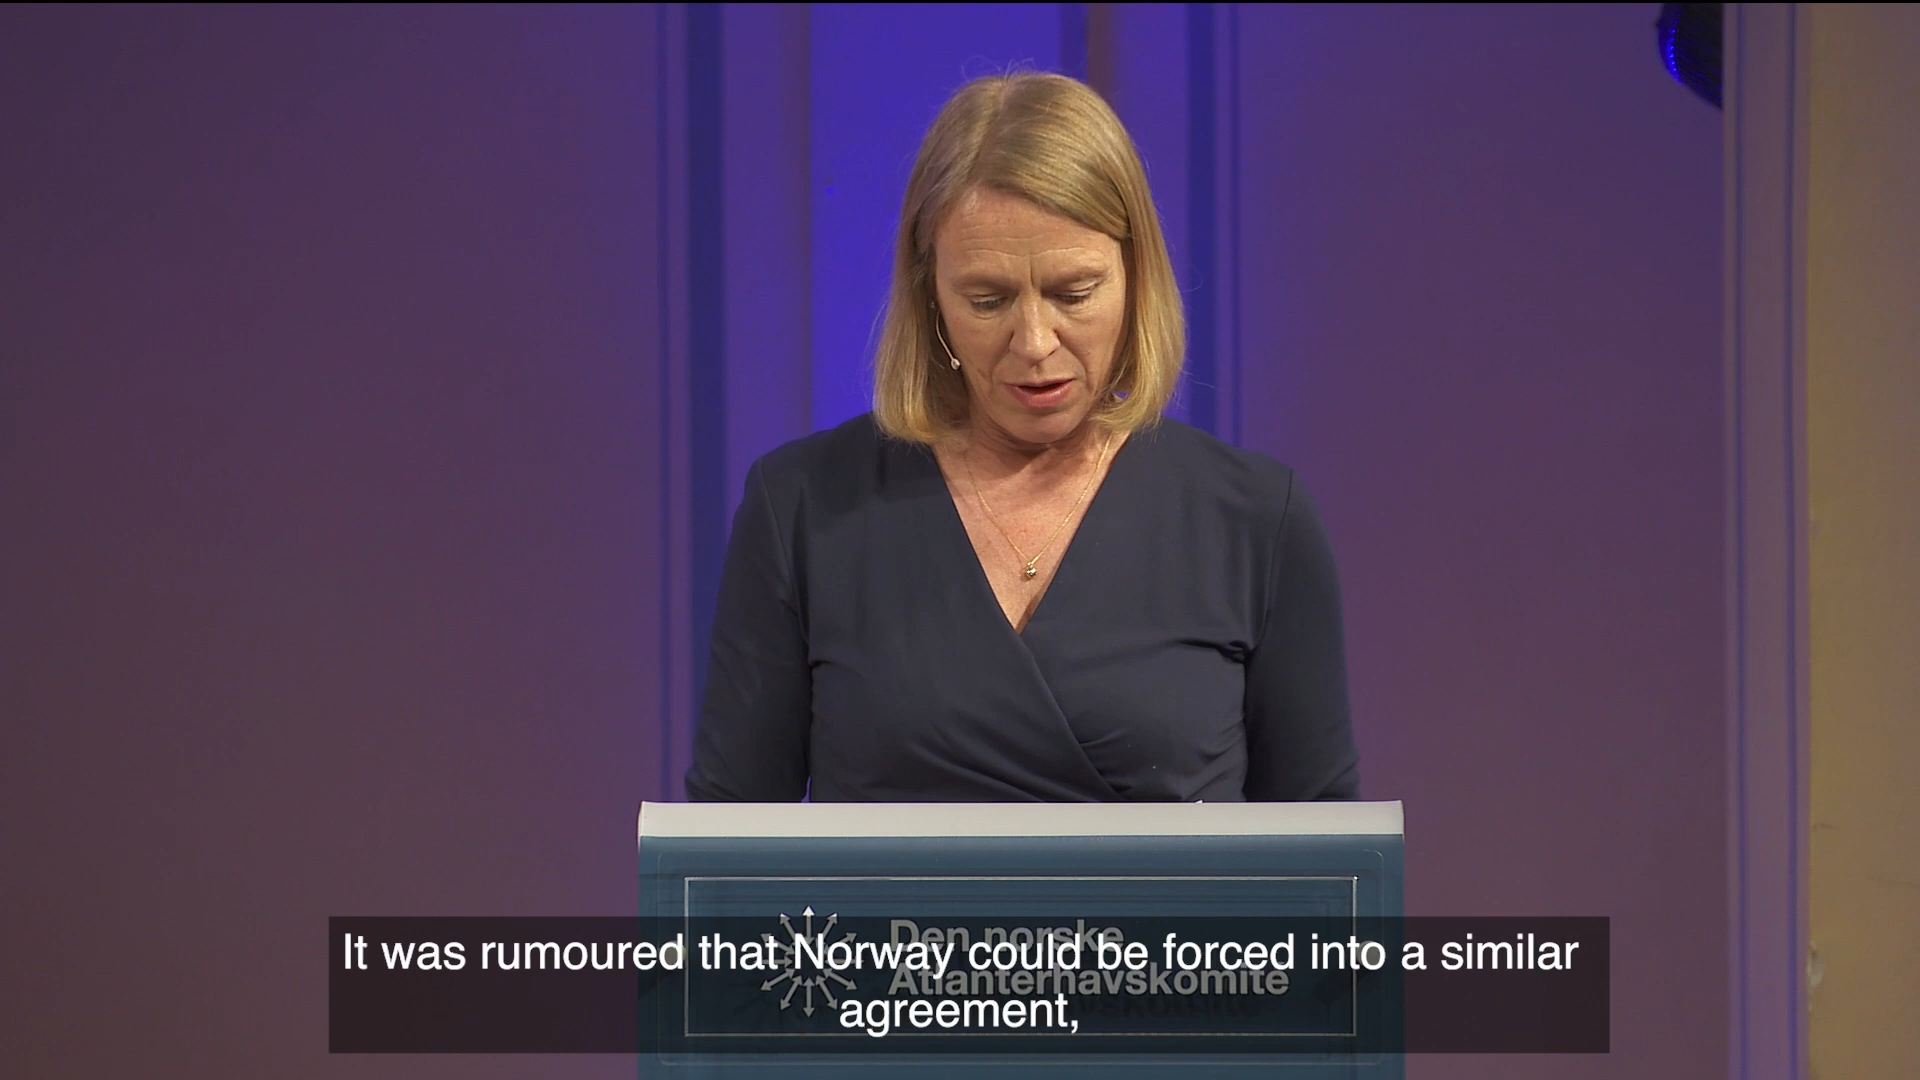 Den norske
Atlanterhavskomite
It was rumoured that Norway could be forced into a similar
agreement,